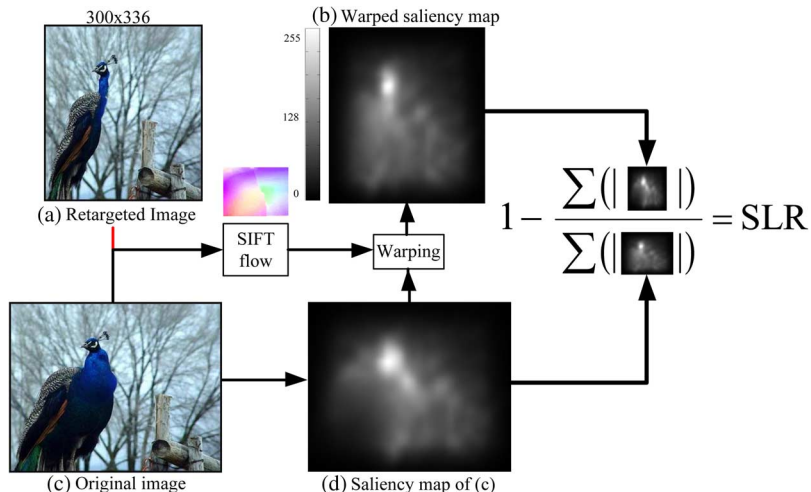 300x336
(b) Warped saliency map
255
128
0
(a) Retargeted Image
SIFT
flow
Warping
1 - ∑(| |) / ∑(| |) = SLR
(c) Original image
(d) Saliency map of (c)